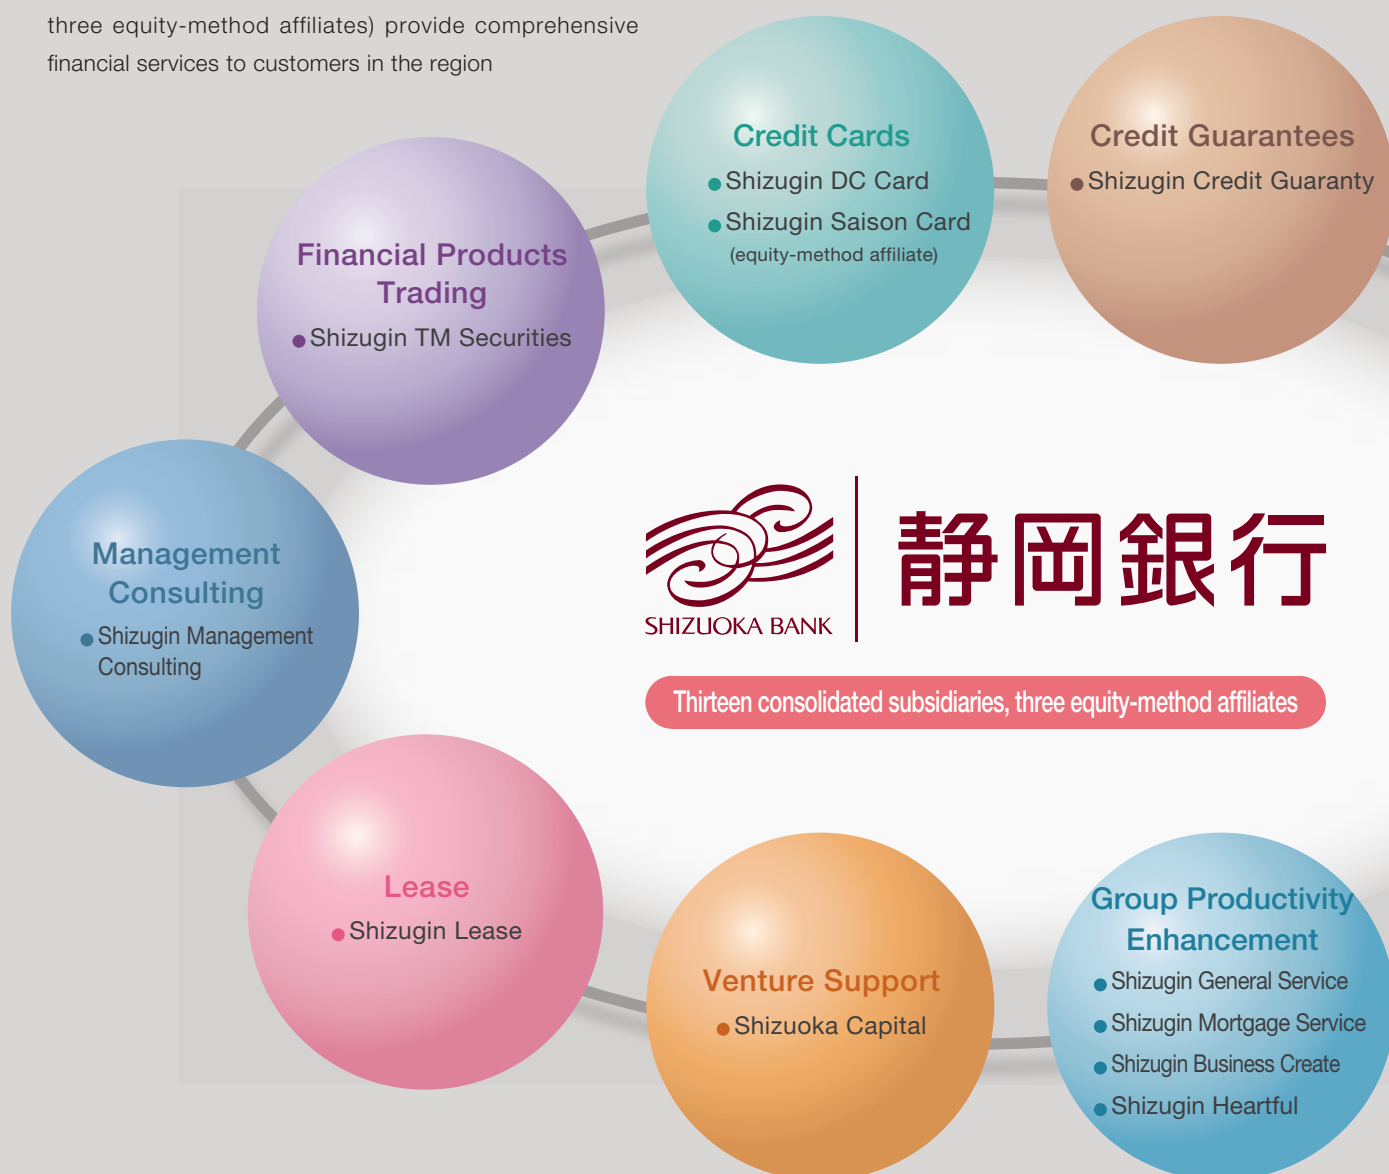 three equity-method affiliates) provide comprehensive
financial services to customers in the region
Credit Cards
● Shizugin DC Card
● Shizugin Saison Card
(equity-method affiliate)
Credit Guarantees
● Shizugin Credit Guaranty
Financial Products
Trading
● Shizugin TM Securities
Management
Consulting
● Shizugin Management
Consulting
SHIZUOKA BANK
静岡銀行
Thirteen consolidated subsidiaries, three equity-method affiliates
Lease
● Shizugin Lease
Venture Support
● Shizuoka Capital
Group Productivity
Enhancement
● Shizugin General Service
● Shizugin Mortgage Service
● Shizugin Business Create
● Shizugin Heartful